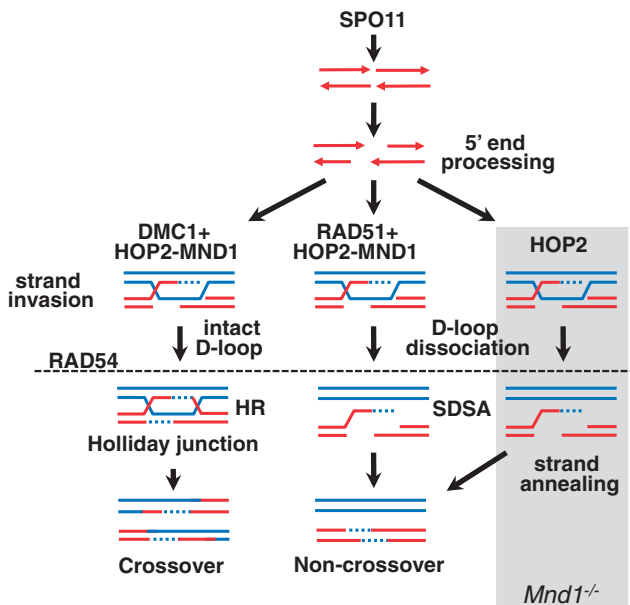 SPO11
5' end
processing
DMC1+
HOP2-MND1
RAD51+
HOP2-MND1
HOP2
strand
invasion
intact
D-loop
D-loop
dissociation
RAD54
HR
SDSA
Holliday junction
strand
annealing
Crossover
Non-crossover
Mnd1-/-